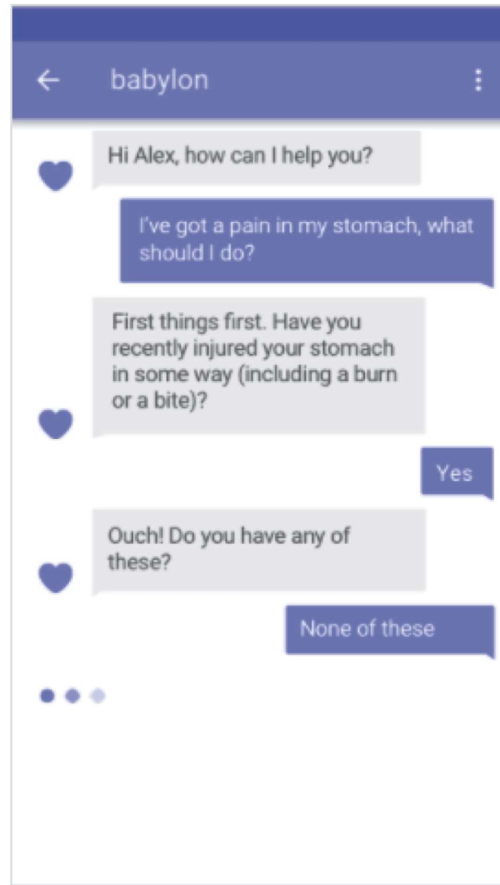 babylon
Hi Alex, how can I help you?
I've got a pain in my stomach, what
should I do?
First things first. Have you
recently injured your stomach
in some way (including a burn
or a bite)?
Yes
Ouch! Do you have any of
these?
None of these